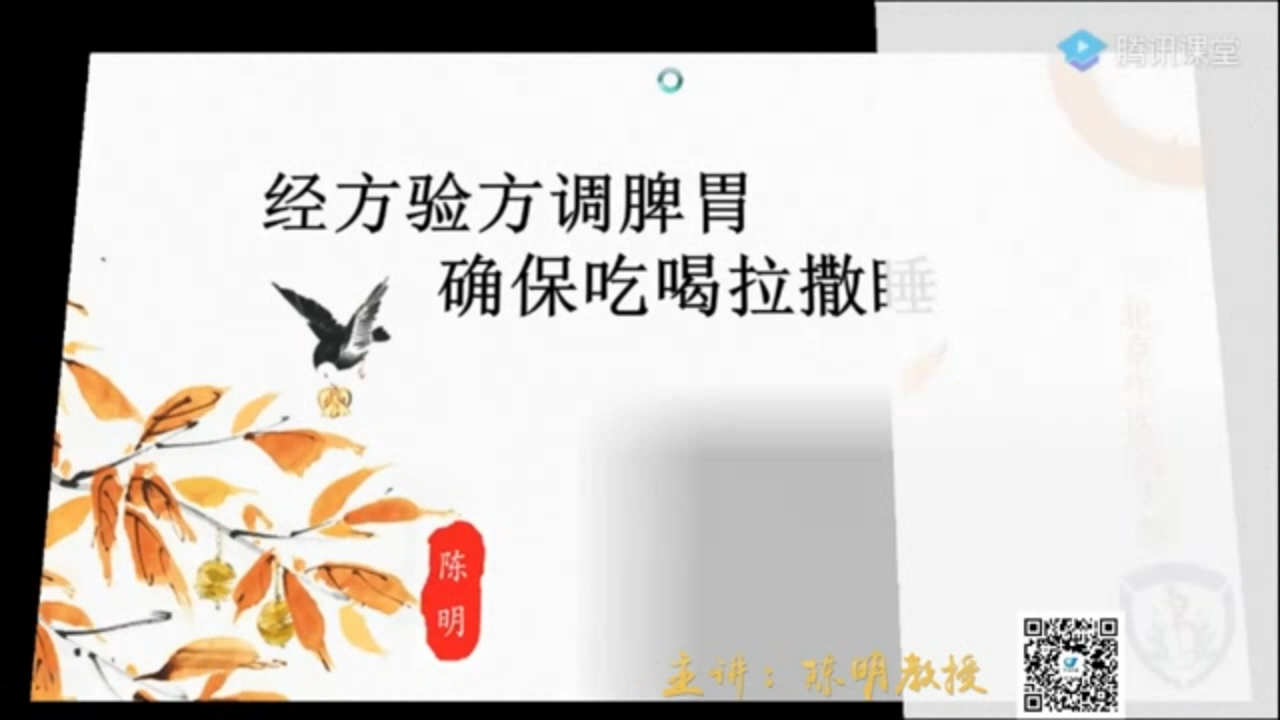 腾讯课堂
经方验方调脾胃
确保吃喝拉撒睡
陈
明
主讲：陈明教授